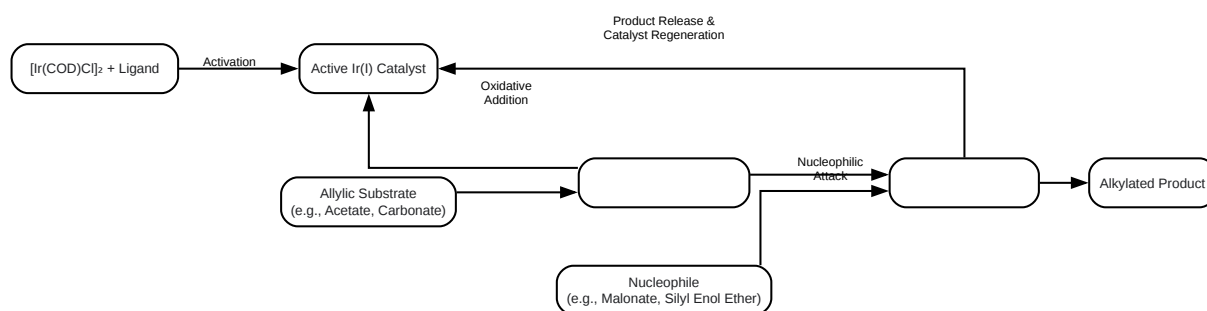 Product Release &
Catalyst Regeneration
[Ir(COD)Cl]₂ + Ligand
Activation
Active Ir(I) Catalyst
Oxidative
Addition
Nucleophilic
Attack
Allylic Substrate
(e.g., Acetate, Carbonate)
Alkylated Product
Nucleophile
(e.g., Malonate, Silyl Enol Ether)